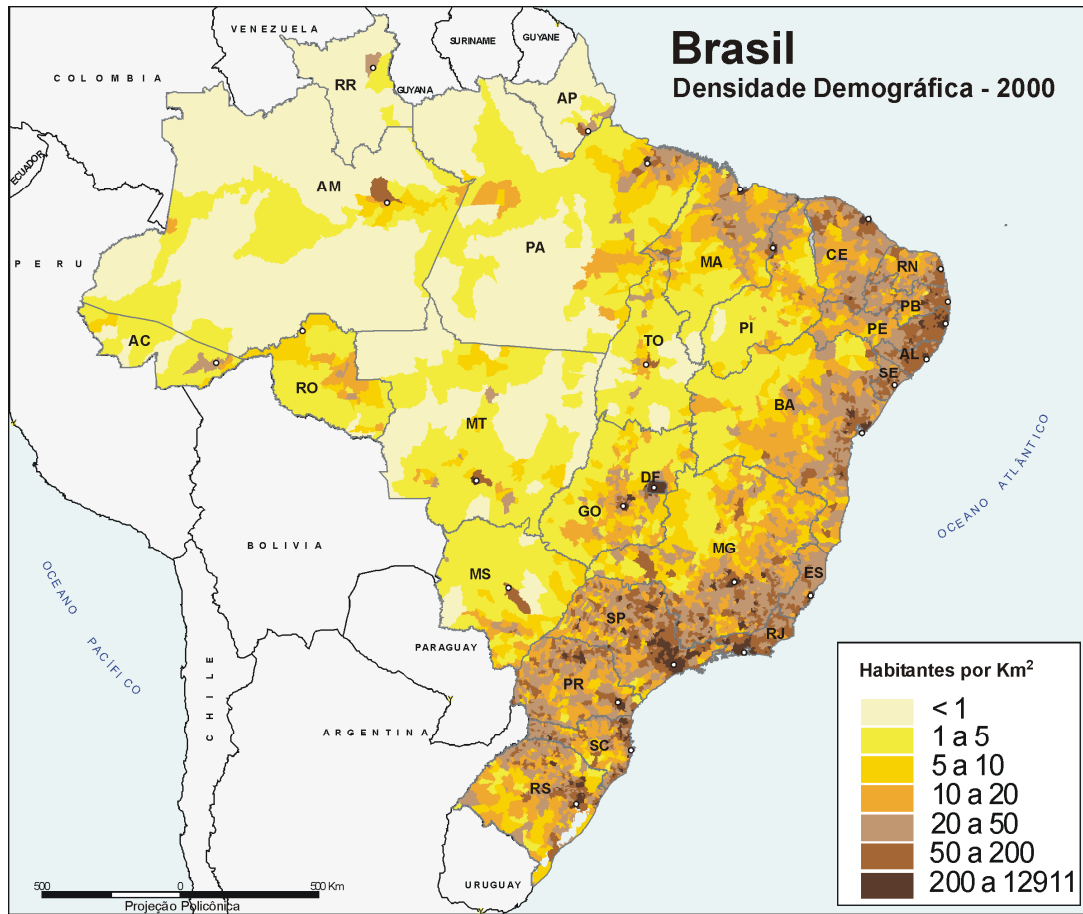 Brasil
Densidade Demográfica - 2000
VENEZUELA
SURINAME
GUYANE
COLOMBIA
GUYANA
ECUADOR
PERU
BOLIVIA
PARAGUAY
CHILE
ARGENTINA
URUGUAY
OCEANO PACÍFICO
OCEANO ATLÂNTICO
RR
AP
AM
PA
MA
CE
RN
PB
PE
AL
SE
PI
TO
AC
RO
MT
BA
DF
GO
MG
ES
MS
SP
RJ
PR
SC
RS
Habitantes por Km²
< 1
1 a 5
5 a 10
10 a 20
20 a 50
50 a 200
200 a 12911
500 0 500 Km
Projeção Policônica